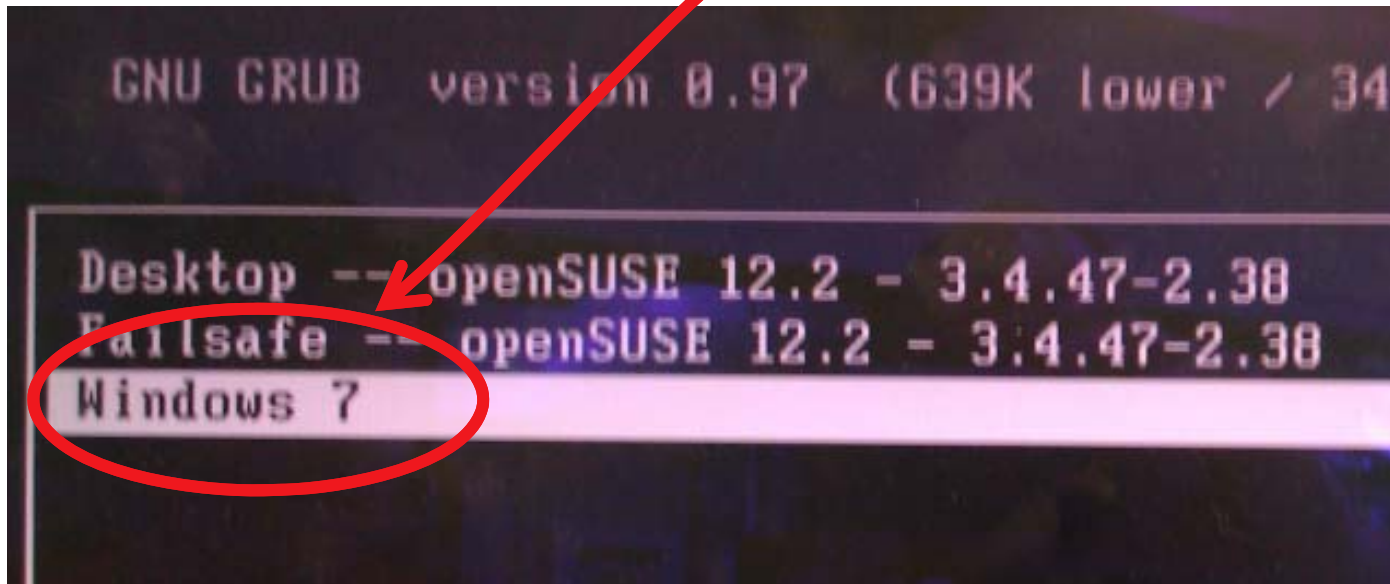 GNU GRUB version 0.97 (639K lower / 34
Desktop -- openSUSE 12.2 - 3.4.47-2.38
Failsafe -- openSUSE 12.2 - 3.4.47-2.38
Windows 7